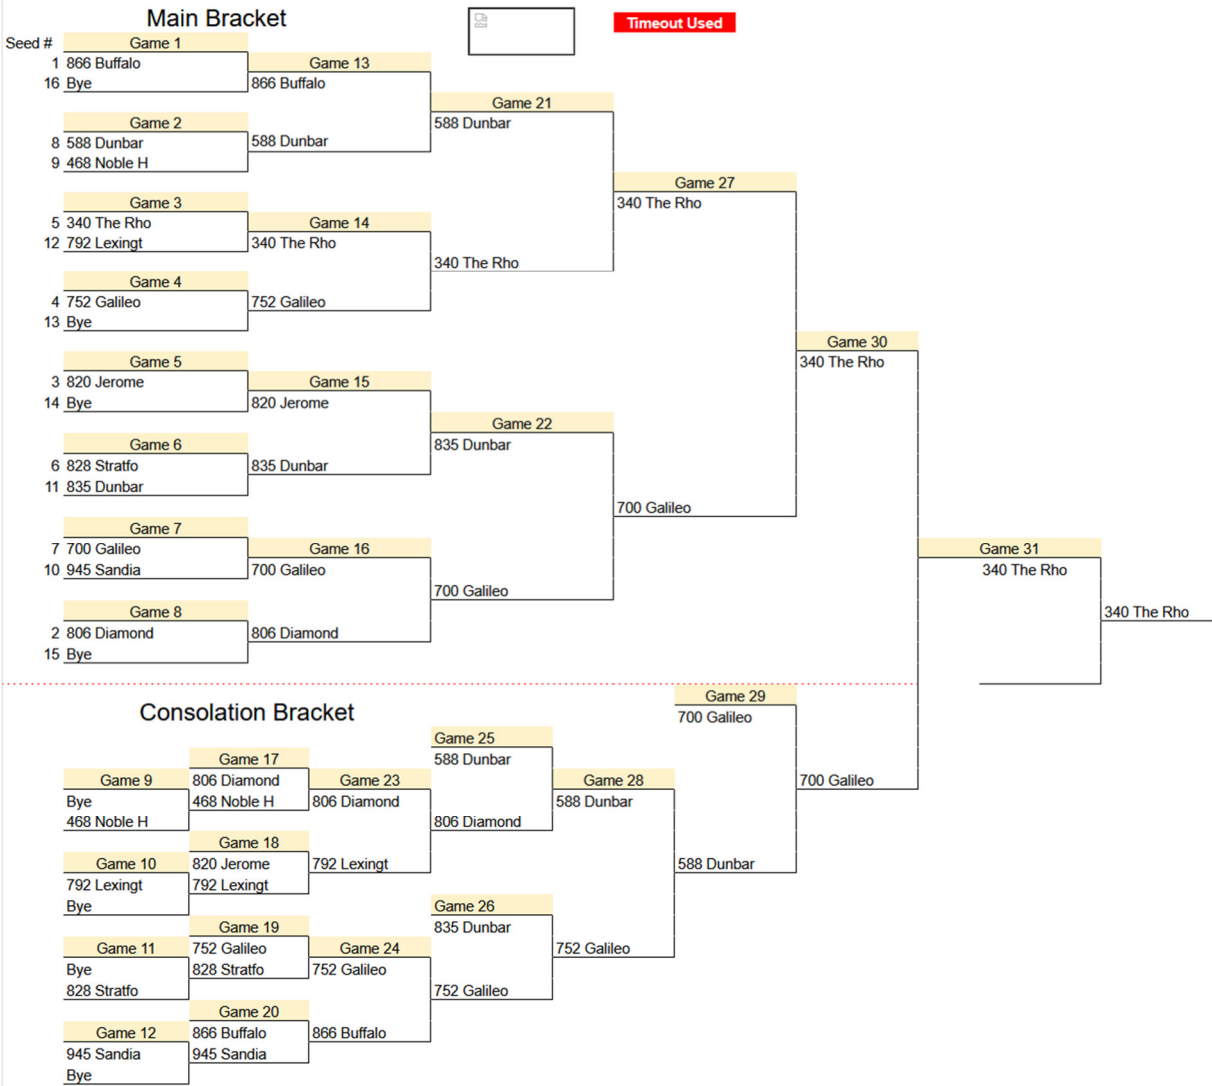 Main Bracket
Timeout Used
Seed #
Game 1
1 866 Buffalo
16 Bye
Game 13
866 Buffalo
588 Dunbar
Game 2
8 588 Dunbar
9 468 Noble H
Game 21
588 Dunbar
340 The Rho
Game 3
5 340 The Rho
12 792 Lexingt
Game 14
340 The Rho
752 Galileo
Game 4
4 752 Galileo
13 Bye
Game 27
340 The Rho
700 Galileo
Game 5
3 820 Jerome
14 Bye
Game 15
820 Jerome
835 Dunbar
Game 6
6 828 Stratfo
11 835 Dunbar
Game 22
835 Dunbar
700 Galileo
Game 7
7 700 Galileo
10 945 Sandia
Game 16
700 Galileo
806 Diamond
Game 8
2 806 Diamond
15 Bye
Game 30
340 The Rho
700 Galileo
Game 31
340 The Rho
340 The Rho
Consolation Bracket
Game 9
Bye
468 Noble H
Game 17
806 Diamond
468 Noble H
Game 10
792 Lexingt
Bye
Game 18
820 Jerome
792 Lexingt
Game 23
806 Diamond
792 Lexingt
Game 11
Bye
828 Stratfo
Game 19
752 Galileo
828 Stratfo
Game 12
945 Sandia
Bye
Game 20
866 Buffalo
945 Sandia
Game 24
752 Galileo
866 Buffalo
Game 25
588 Dunbar
806 Diamond
Game 26
835 Dunbar
752 Galileo
Game 28
588 Dunbar
752 Galileo
Game 29
700 Galileo
588 Dunbar